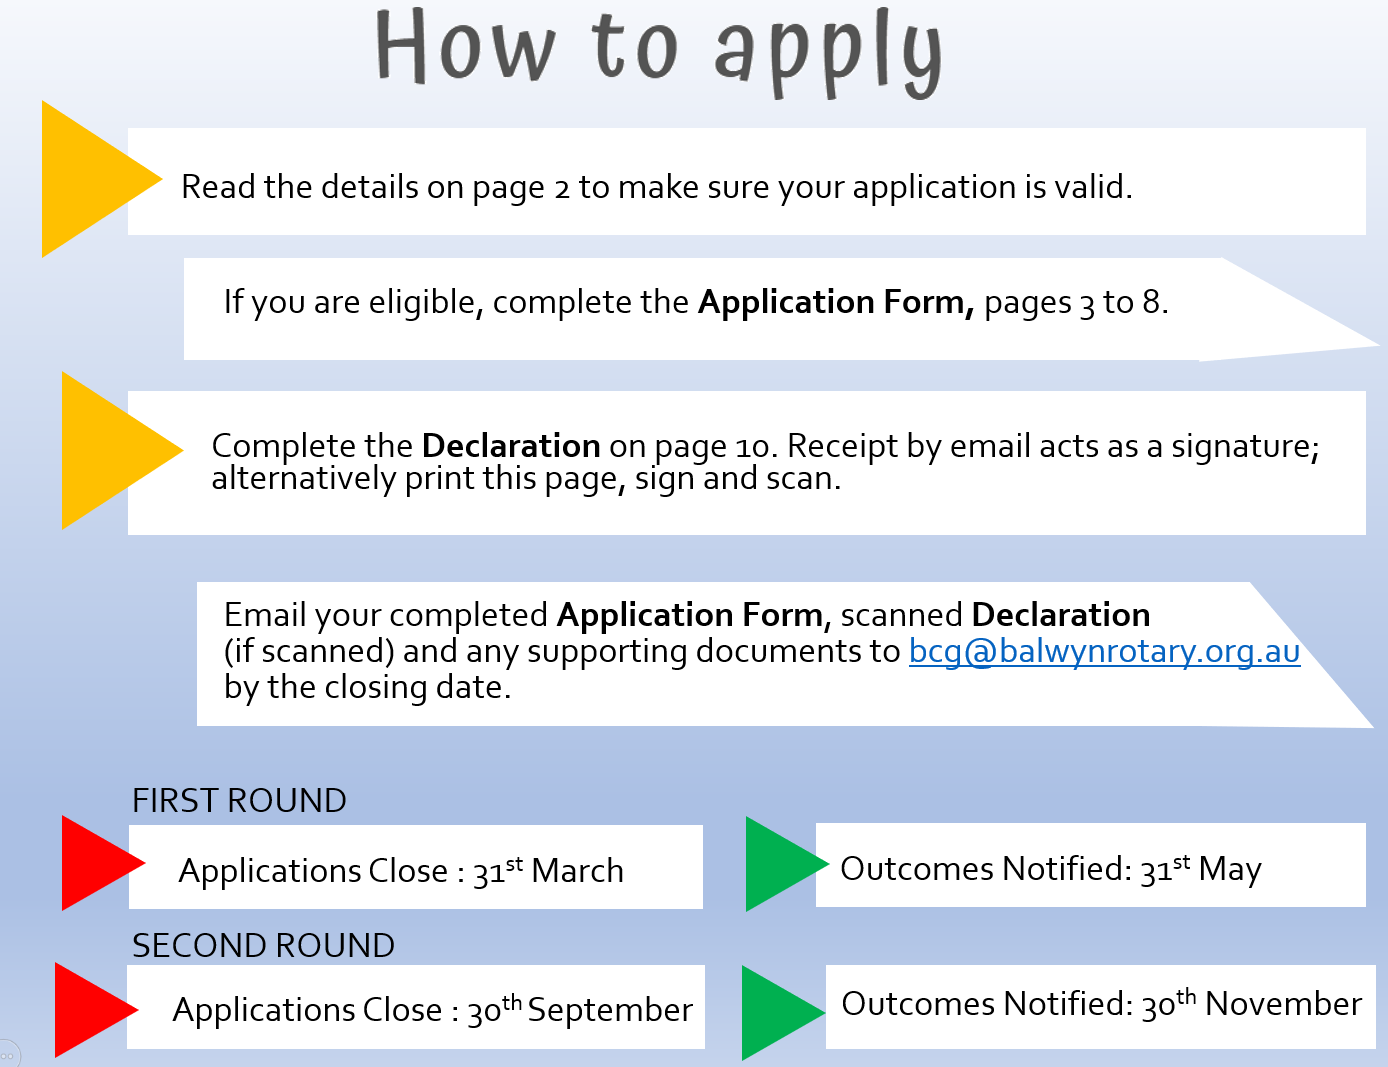 How to apply
Read the details on page 2 to make sure your application is valid.
If you are eligible, complete the Application Form, pages 3 to 8.
Complete the Declaration on page 10. Receipt by email acts as a signature;
alternatively print this page, sign and scan.
Email your completed Application Form, scanned Declaration
(if scanned) and any supporting documents to bcg@balwynrotary.org.au
by the closing date.
FIRST ROUND
Applications Close : 31st March
Outcomes Notified: 31st May
SECOND ROUND
Applications Close : 30th September
Outcomes Notified: 30th November